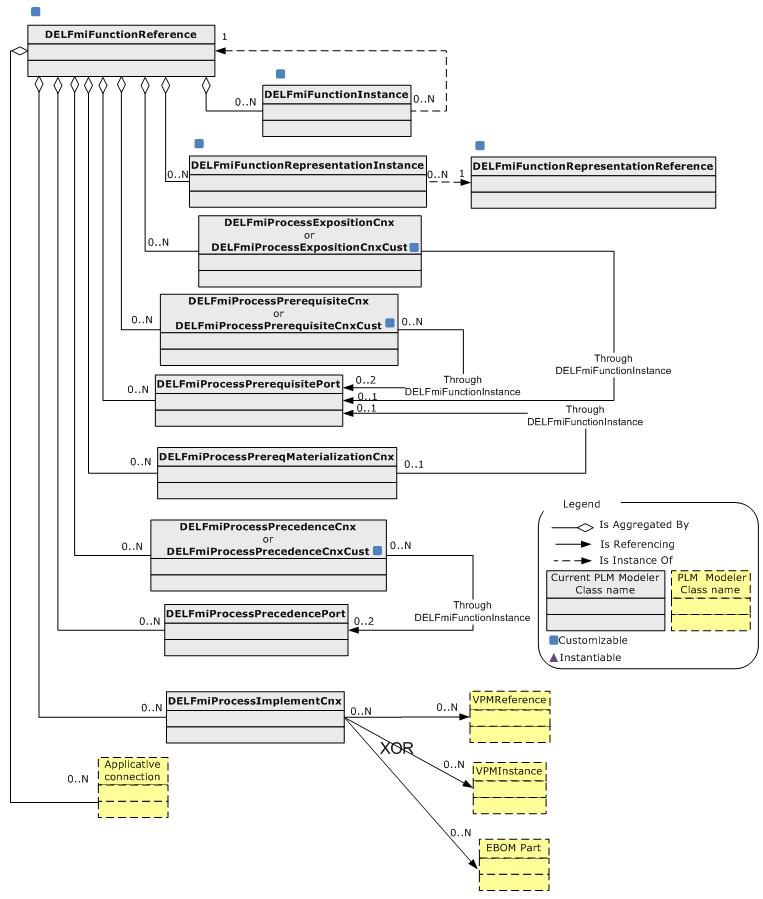 DELFmiFunctionReference
1
DELFmiFunctionInstance
0..N
0..N
DELFmiFunctionRepresentationInstance
0..N
0..N
1
DELFmiFunctionRepresentationReference
DELFmiProcessExpositionCnx
or
DELFmiProcessExpositionCnxCust
0..N
DELFmiProcessPrerequisiteCnx
or
DELFmiProcessPrerequisiteCnxCust
0..N
0..N
Through
DELFmiFunctionInstance
DELFmiProcessPrerequisitePort
0..N
0..2
0..1
0..1
Through
DELFmiFunctionInstance
Through
DELFmiFunctionInstance
DELFmiProcessPrereqMaterializationCnx
0..N
0..1
DELFmiProcessPrecedenceCnx
or
DELFmiProcessPrecedenceCnxCust
0..N
0..N
Through
DELFmiFunctionInstance
DELFmiProcessPrecedencePort
0..N
0..2
Legend
Is Aggregated By
Is Referencing
Is Instance Of
Current PLM Modeler
Class name
PLM Modeler
Class name
Customizable
Instantiable
DELFmiProcessImplementCnx
0..N
0..N
0..N
VPMReference
XOR
0..N
VPMInstance
0..N
EBOM Part
Applicative
connection
0..N